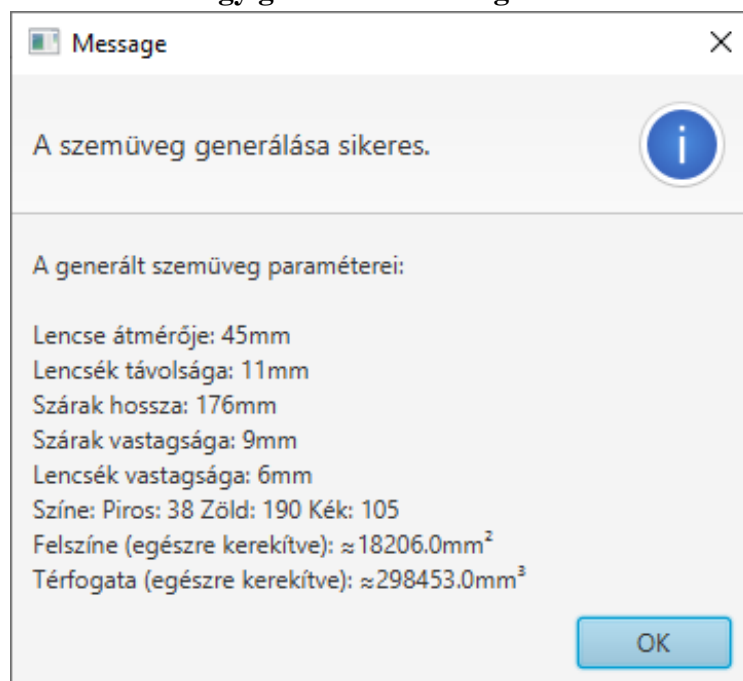 Message
A szemüveg generálása sikeres.
A generált szemüveg paraméterei:
Lencse átmérője: 45mm
Lencsék távolsága: 11mm
Szárak hossza: 176mm
Szárak vastagsága: 9mm
Lencsék vastagsága: 6mm
Színe: Piros: 38 Zöld: 190 Kék: 105
Felszíne (egészre kerekítve): ≈18206.0mm²
Térfogata (egészre kerekítve): ≈298453.0mm³
OK